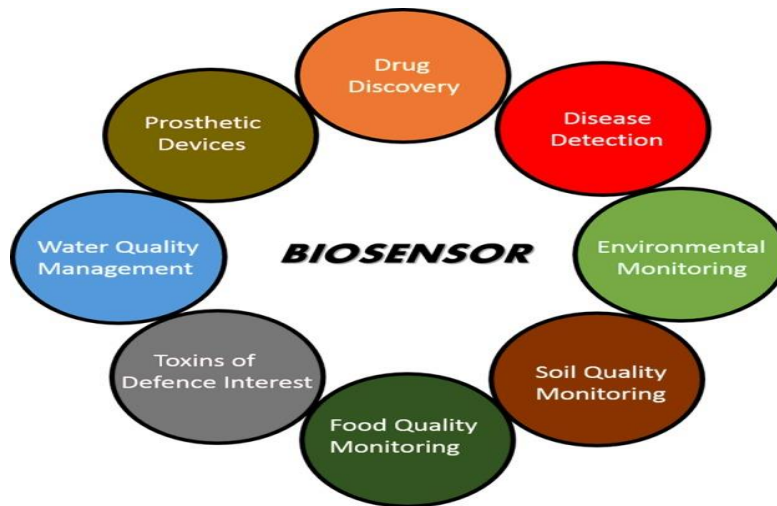 Drug
Discovery
Disease
Detection
Environmental
Monitoring
Soil Quality
Monitoring
Food Quality
Monitoring
Toxins of
Defence Interest
Water Quality
Management
Prosthetic
Devices
BIOSENSOR